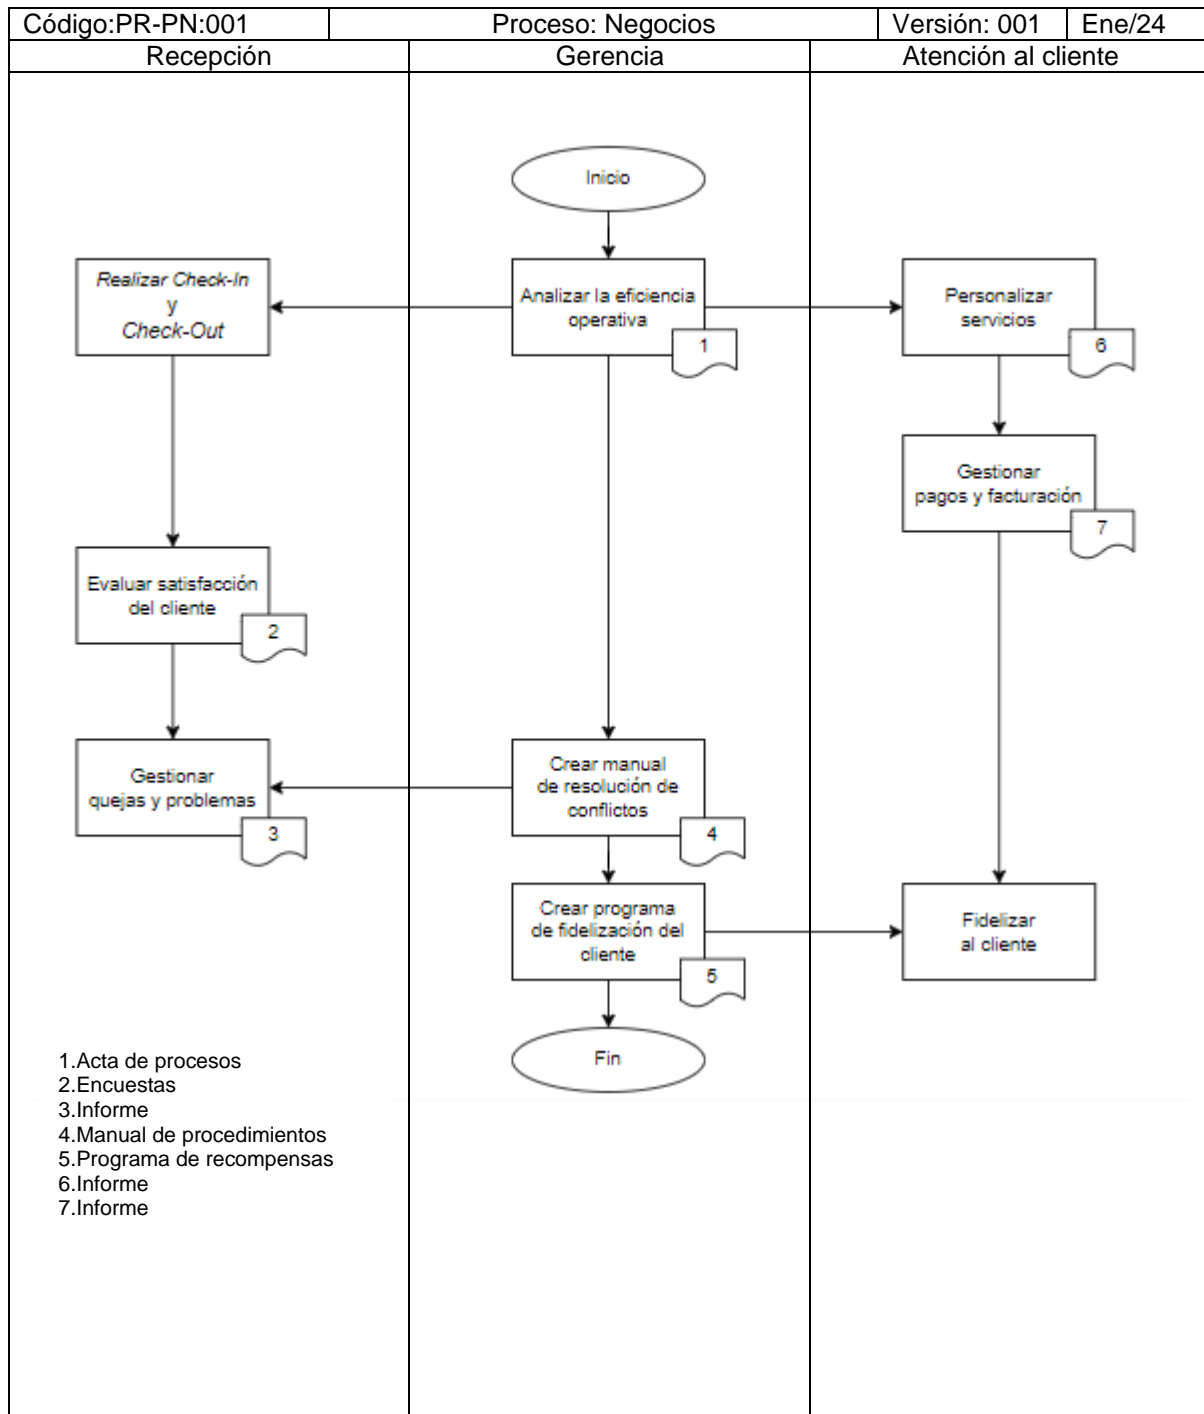 Código:PR-PN:001
Proceso: Negocios
Versión: 001
Ene/24
Recepción
Gerencia
Atención al cliente
Inicio
Realizar Check-In
y
Check-Out
Analizar la eficiencia
operativa
1
Personalizar
servicios
6
Gestionar
pagos y facturación
7
Evaluar satisfacción
del cliente
2
Gestionar
quejas y problemas
3
Crear manual
de resolución de
conflictos
4
Crear programa
de fidelización del
cliente
5
Fidelizar
al cliente
Fin
1.Acta de procesos
2.Encuestas
3.Informe
4.Manual de procedimientos
5.Programa de recompensas
6.Informe
7.Informe